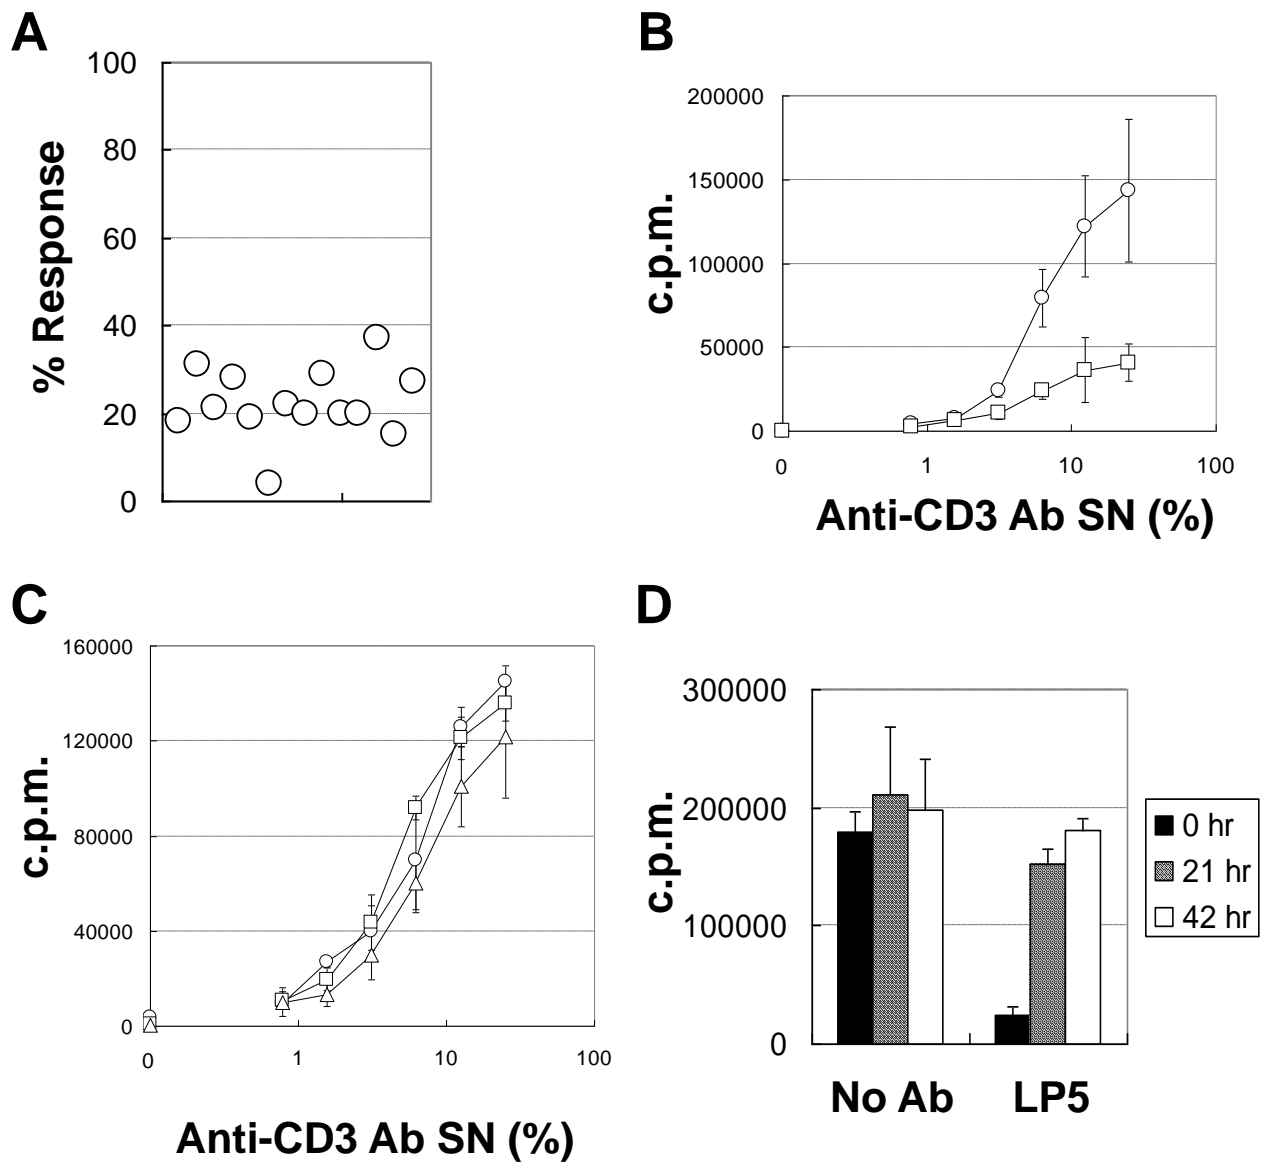 A
% Response
100
80
60
40
20
0
B
c.p.m.
200000
150000
100000
50000
0
0 1 10 100
Anti-CD3 Ab SN (%)
C
c.p.m.
160000
120000
80000
40000
0
0 1 10 100
Anti-CD3 Ab SN (%)
D
c.p.m.
300000
200000
100000
0
No Ab LP5
0 hr
21 hr
42 hr